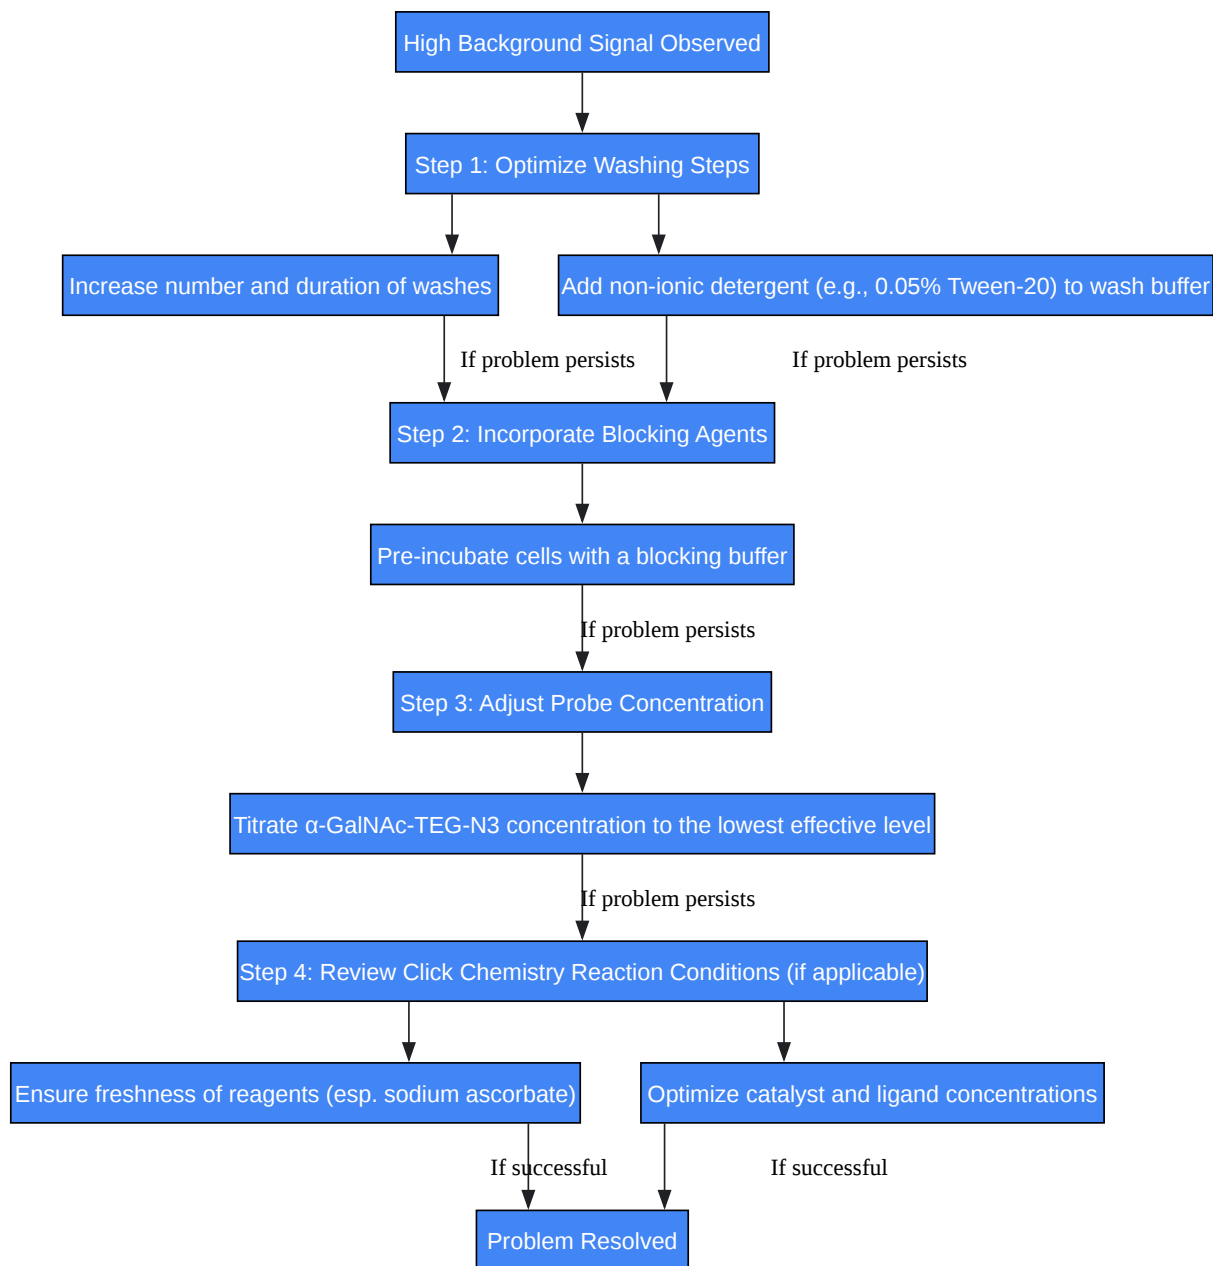 High Background Signal Observed
Step 1: Optimize Washing Steps
Increase number and duration of washes
Add non-ionic detergent (e.g., 0.05% Tween-20) to wash buffer
If problem persists
If problem persists
Step 2: Incorporate Blocking Agents
Pre-incubate cells with a blocking buffer
If problem persists
Step 3: Adjust Probe Concentration
Titrate α-GalNAc-TEG-N3 concentration to the lowest effective level
If problem persists
Step 4: Review Click Chemistry Reaction Conditions (if applicable)
Ensure freshness of reagents (esp. sodium ascorbate)
Optimize catalyst and ligand concentrations
If successful
If successful
Problem Resolved